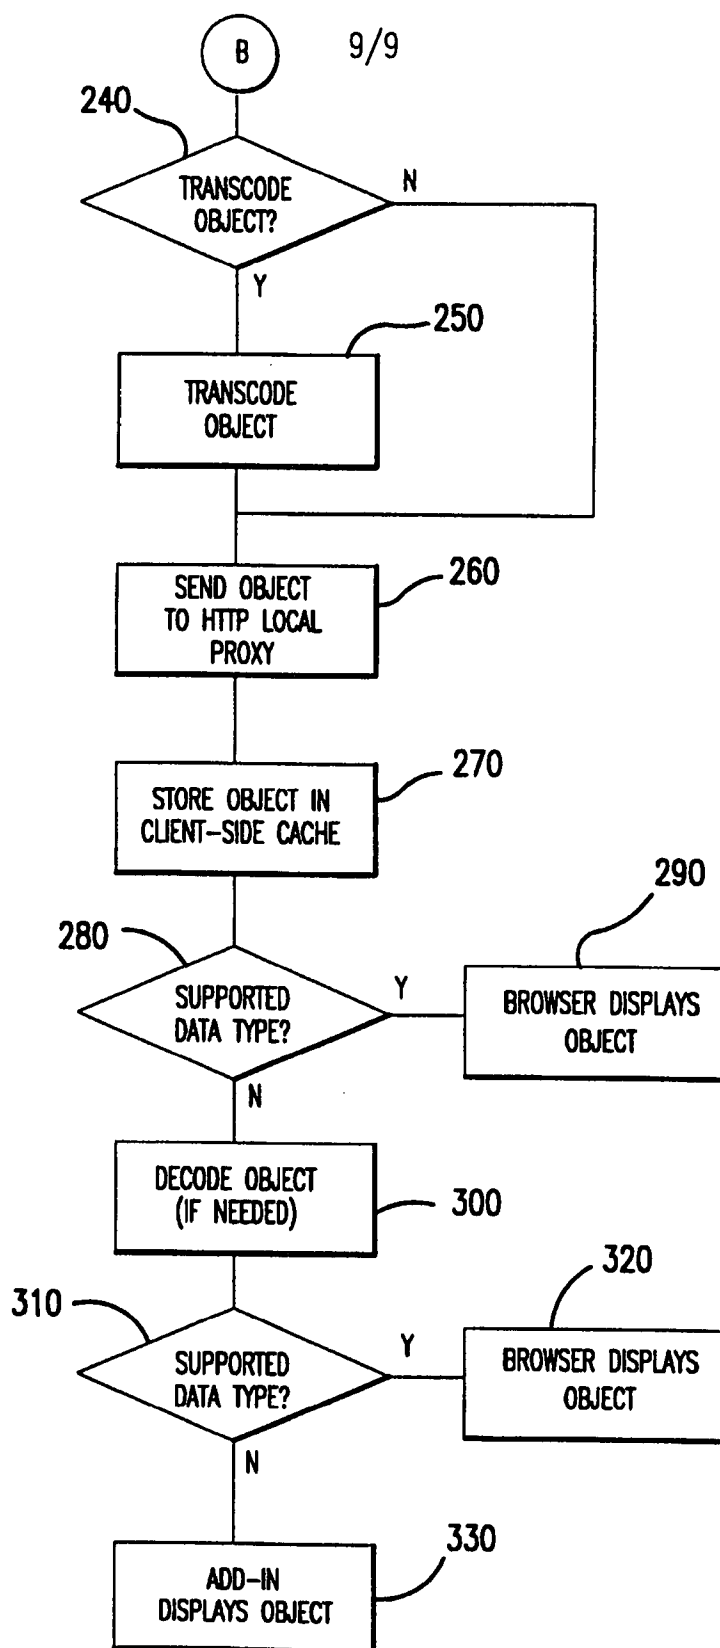 B
9/9
240
TRANSCODE
OBJECT?
N
Y
250
TRANSCODE
OBJECT
260
SEND OBJECT
TO HTTP LOCAL
PROXY
270
STORE OBJECT IN
CLIENT-SIDE CACHE
290
280
SUPPORTED
DATA TYPE?
Y
BROWSER DISPLAYS
OBJECT
N
DECODE OBJECT
(IF NEEDED)
300
320
310
SUPPORTED
DATA TYPE?
Y
BROWSER DISPLAYS
OBJECT
N
330
ADD-IN
DISPLAYS OBJECT